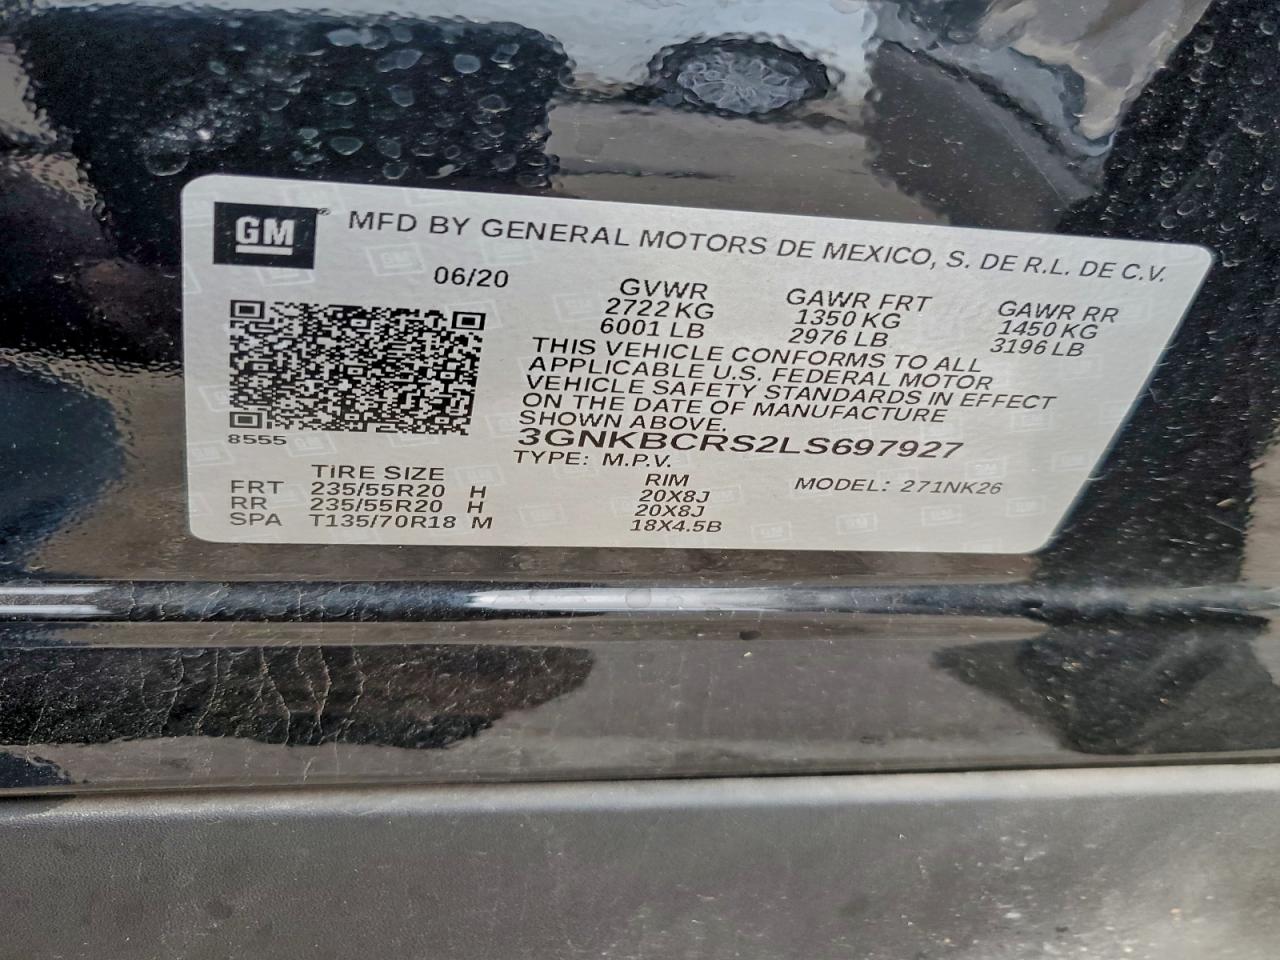 GM ® MFD BY GENERAL MOTORS DE MEXICO, S. DE R.L. DE C.V.
06/20 GVWR GAWR FRT GAWR RR
2722 KG 1350 KG 1450 KG
6001 LB 2976 LB 3196 LB
THIS VEHICLE CONFORMS TO ALL
APPLICABLE U.S. FEDERAL MOTOR
VEHICLE SAFETY STANDARDS IN EFFECT
ON THE DATE OF MANUFACTURE
SHOWN ABOVE.
8555 3GNKBCRS2LS697927
TYPE: M.P.V. MODEL: 271NK26
TIRE SIZE RIM
FRT 235/55R20 H 20X8J
RR 235/55R20 H 20X8J
SPA T135/70R18 M 18X4.5B